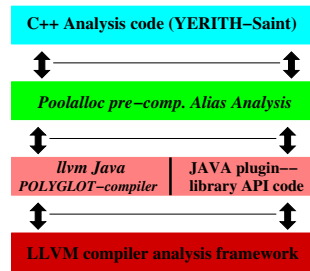 C++ Analysis code (YERITH-Saint)
Poolalloc pre-comp. Alias Analysis
llvm Java
POLYGLOT-compiler
JAVA plugin--
library API code
LLVM compiler analysis framework